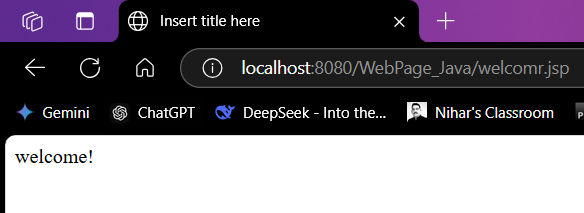 Insert title here
localhost:8080/WebPage_Java/welcomr.jsp
Gemini ChatGPT DeepSeek - Into the... Nihar's Classroom
welcome!